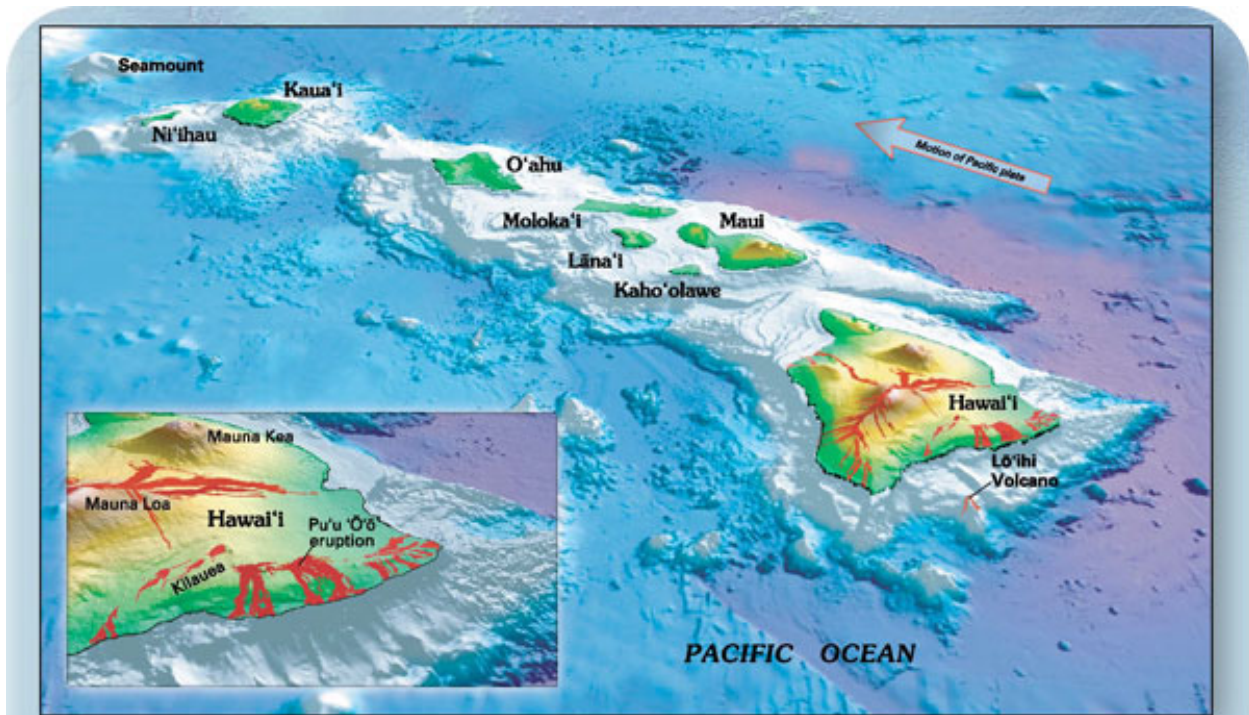 Seamount
Kaua‘i
Ni‘ihau
O‘ahu
Motion of Pacific plate
Moloka‘i
Maui
Lāna‘i
Kaho‘olawe
Hawai‘i
Lō‘ihi
Volcano
Mauna Kea
Mauna Loa
Hawai‘i
Pu‘u ‘Ō‘ō
eruption
Kilauea
PACIFIC OCEAN